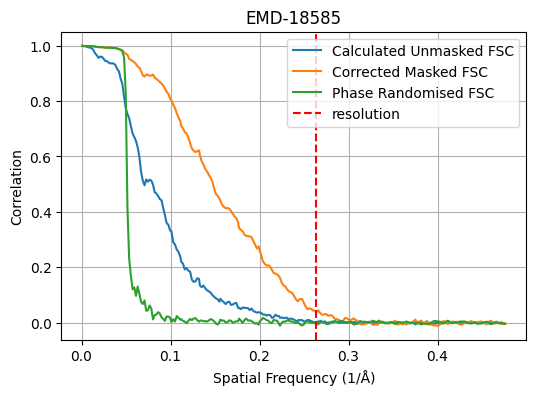 EMD-18585
1.0
0.8
0.6
0.4
0.2
0.0
Correlation
Calculated Unmasked FSC
Corrected Masked FSC
Phase Randomised FSC
resolution
0.0 0.1 0.2 0.3 0.4
Spatial Frequency (1/Å)